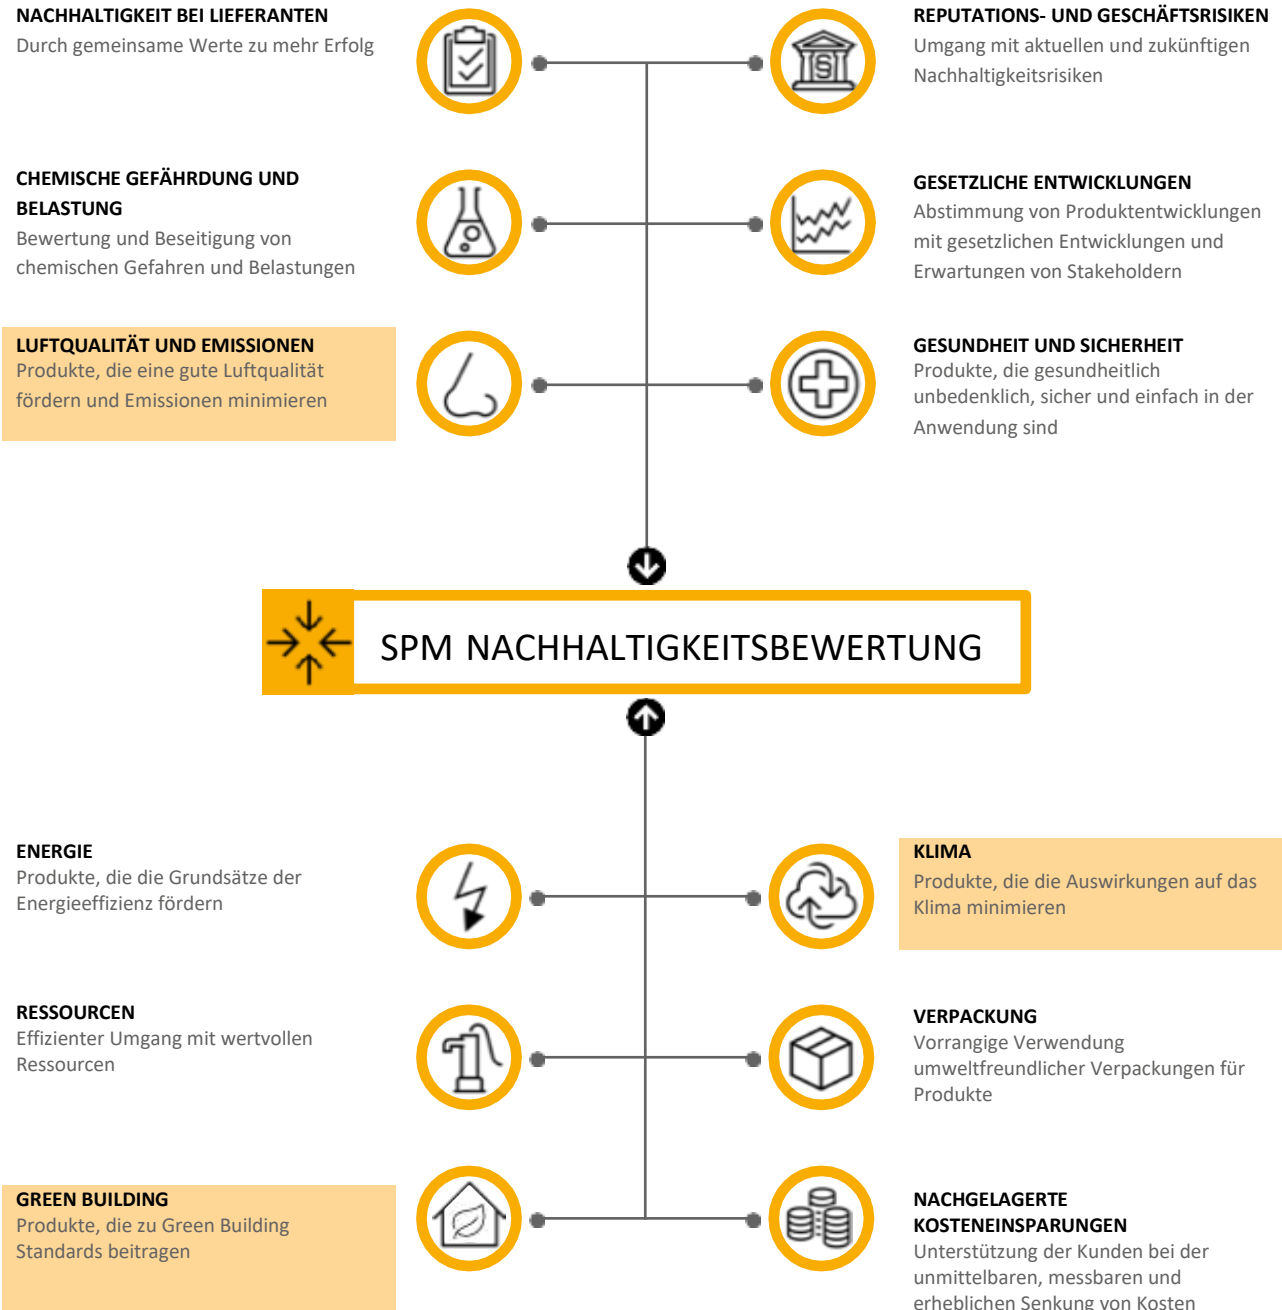 NACHHALTIGKEIT BEI LIEFERANTEN
Durch gemeinsame Werte zu mehr Erfolg
REPUTATIONS- UND GESCHÄFTSRISIKEN
Umgang mit aktuellen und zukünftigen
Nachhaltigkeitsrisiken
CHEMISCHE GEFÄHRDUNG UND
BELASTUNG
Bewertung und Beseitigung von
chemischen Gefahren und Belastungen
GESETZLICHE ENTWICKLUNGEN
Abstimmung von Produktentwicklungen
mit gesetzlichen Entwicklungen und
Erwartungen von Stakeholdern
LUFTQUALITÄT UND EMISSIONEN
Produkte, die eine gute Luftqualität
fördern und Emissionen minimieren
GESUNDHEIT UND SICHERHEIT
Produkte, die gesundheitlich
unbedenklich, sicher und einfach in der
Anwendung sind
SPM NACHHALTIGKEITSBEWERTUNG
ENERGIE
Produkte, die die Grundsätze der
Energieeffizienz fördern
KLIMA
Produkte, die die Auswirkungen auf das
Klima minimieren
RESSOURCEN
Effizienter Umgang mit wertvollen
Ressourcen
VERPACKUNG
Vorrangige Verwendung
umweltfreundlicher Verpackungen für
Produkte
GREEN BUILDING
Produkte, die zu Green Building
Standards beitragen
NACHGELAGERTE
KOSTENEINSPARUNGEN
Unterstützung der Kunden bei der
unmittelbaren, messbaren und
erheblichen Senkung von Kosten